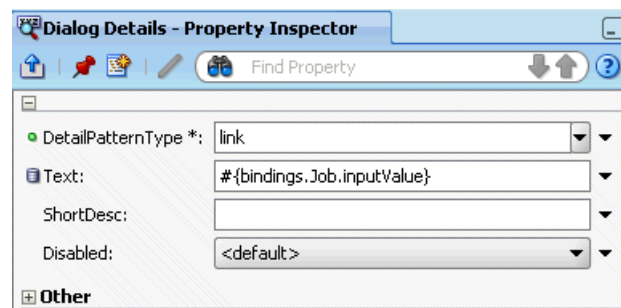 Dialog Details - Property Inspector
Find Property
DetailPatternType *: link
Text: #{bindings.Job.inputValue}
ShortDesc:
Disabled: <default>
Other